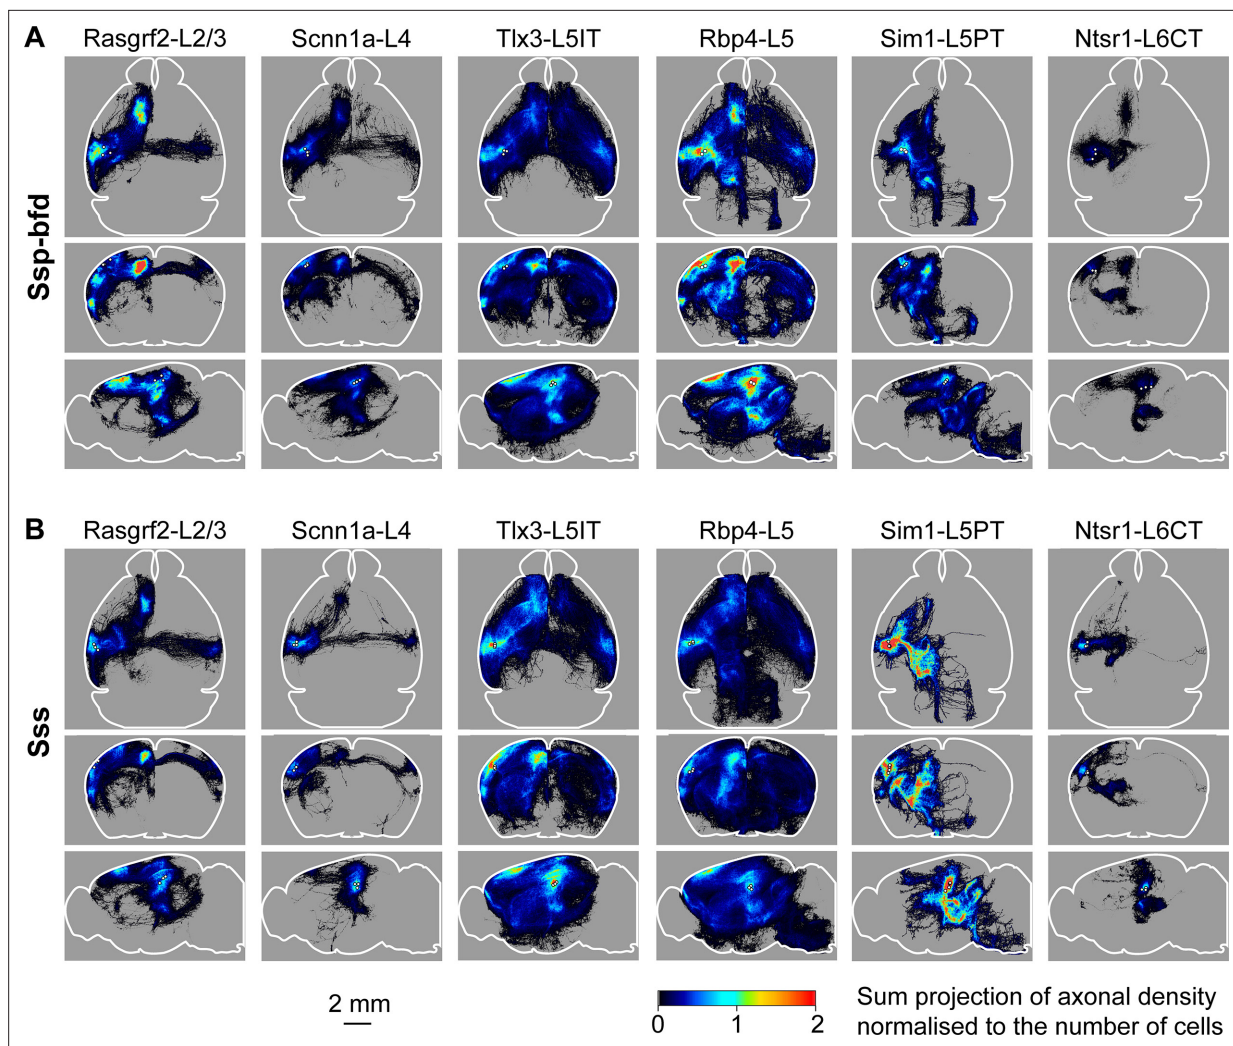 A
Rasgrf2-L2/3 Scnn1a-L4 Tlx3-L5IT Rbp4-L5 Sim1-L5PT Ntsr1-L6CT
Ssp-bfd
B
Rasgrf2-L2/3 Scnn1a-L4 Tlx3-L5IT Rbp4-L5 Sim1-L5PT Ntsr1-L6CT
Sss
2 mm
0 1 2
Sum projection of axonal density
normalised to the number of cells